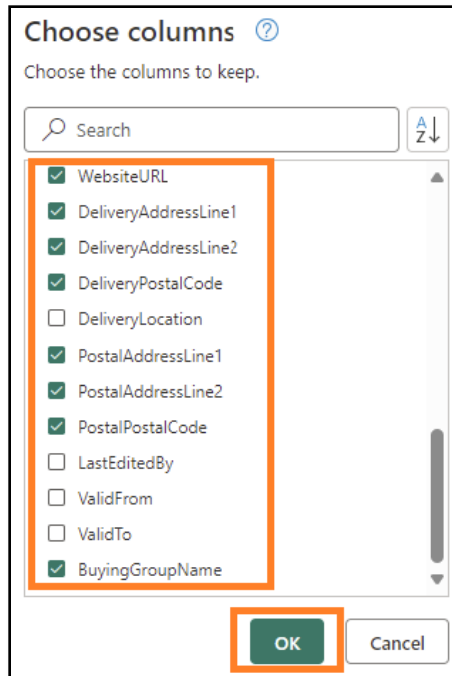 Choose columns
Choose the columns to keep.
Search
A
Z
WebsiteURL
DeliveryAddressLine1
DeliveryAddressLine2
DeliveryPostalCode
DeliveryLocation
PostalAddressLine1
PostalAddressLine2
PostalPostalCode
LastEditedBy
ValidFrom
ValidTo
BuyingGroupName
OK Cancel